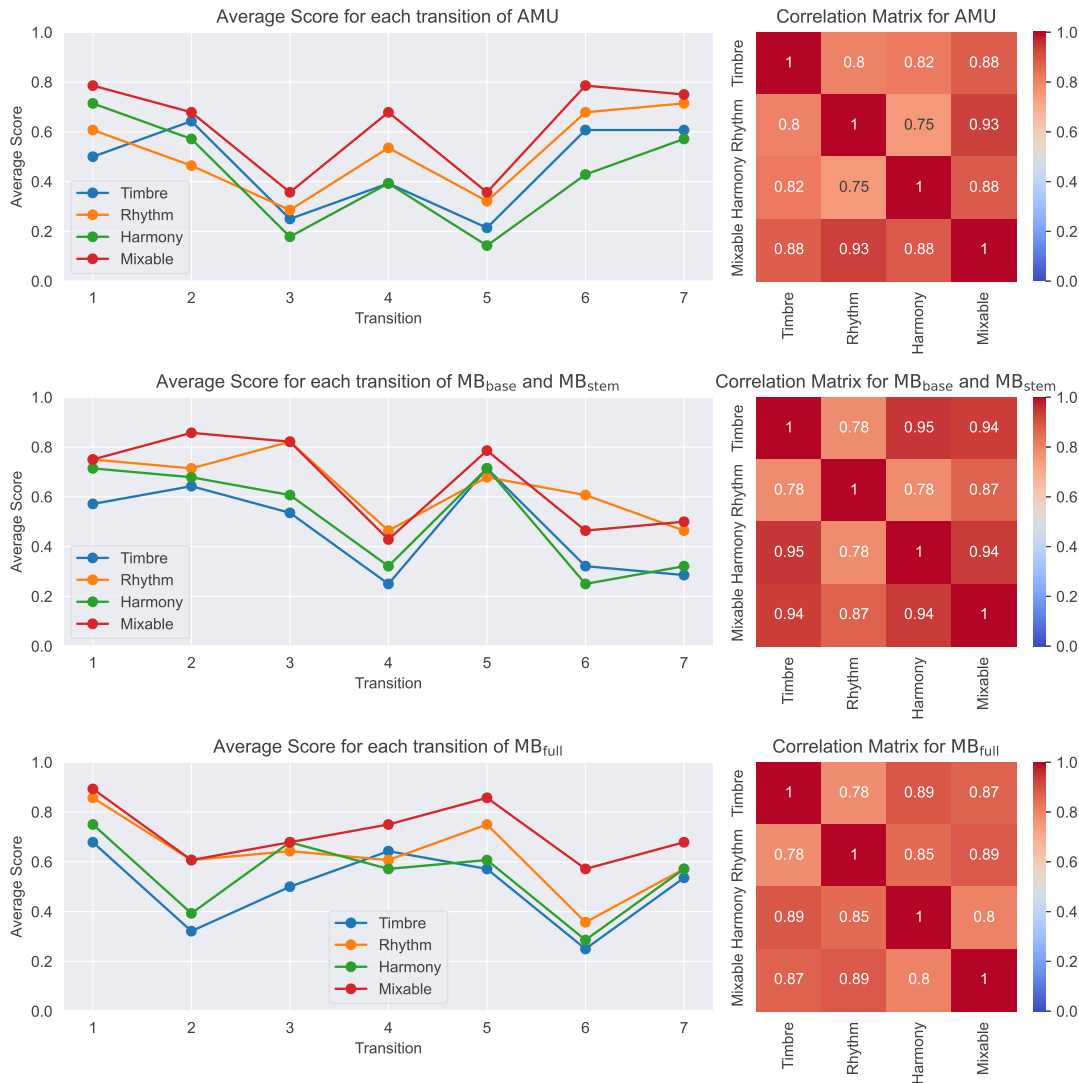 Average Score for each transition of AMU
Average Score
1.0
0.8
0.6
0.4
0.2
0.0
Timbre
Rhythm
Harmony
Mixable
1 2 3 4 5 6 7
Transition
Correlation Matrix for AMU
Timbre
Rhythm
Harmony
Mixable
1 0.8 0.82 0.88
0.8 1 0.75 0.93
0.82 0.75 1 0.88
0.88 0.93 0.88 1
Timbre Rhythm Harmony Mixable
1.0
0.8
0.6
0.4
0.2
0.0
Average Score for each transition of MBbase and MBstem
Average Score
1.0
0.8
0.6
0.4
0.2
0.0
Timbre
Rhythm
Harmony
Mixable
1 2 3 4 5 6 7
Transition
Correlation Matrix for MBbase and MBstem
Timbre
Rhythm
Harmony
Mixable
1 0.78 0.95 0.94
0.78 1 0.78 0.87
0.95 0.78 1 0.94
0.94 0.87 0.94 1
Timbre Rhythm Harmony Mixable
1.0
0.8
0.6
0.4
0.2
0.0
Average Score for each transition of MBfull
Average Score
1.0
0.8
0.6
0.4
0.2
0.0
Timbre
Rhythm
Harmony
Mixable
1 2 3 4 5 6 7
Transition
Correlation Matrix for MBfull
Timbre
Rhythm
Harmony
Mixable
1 0.78 0.89 0.87
0.78 1 0.85 0.89
0.89 0.85 1 0.8
0.87 0.89 0.8 1
Timbre Rhythm Harmony Mixable
1.0
0.8
0.6
0.4
0.2
0.0